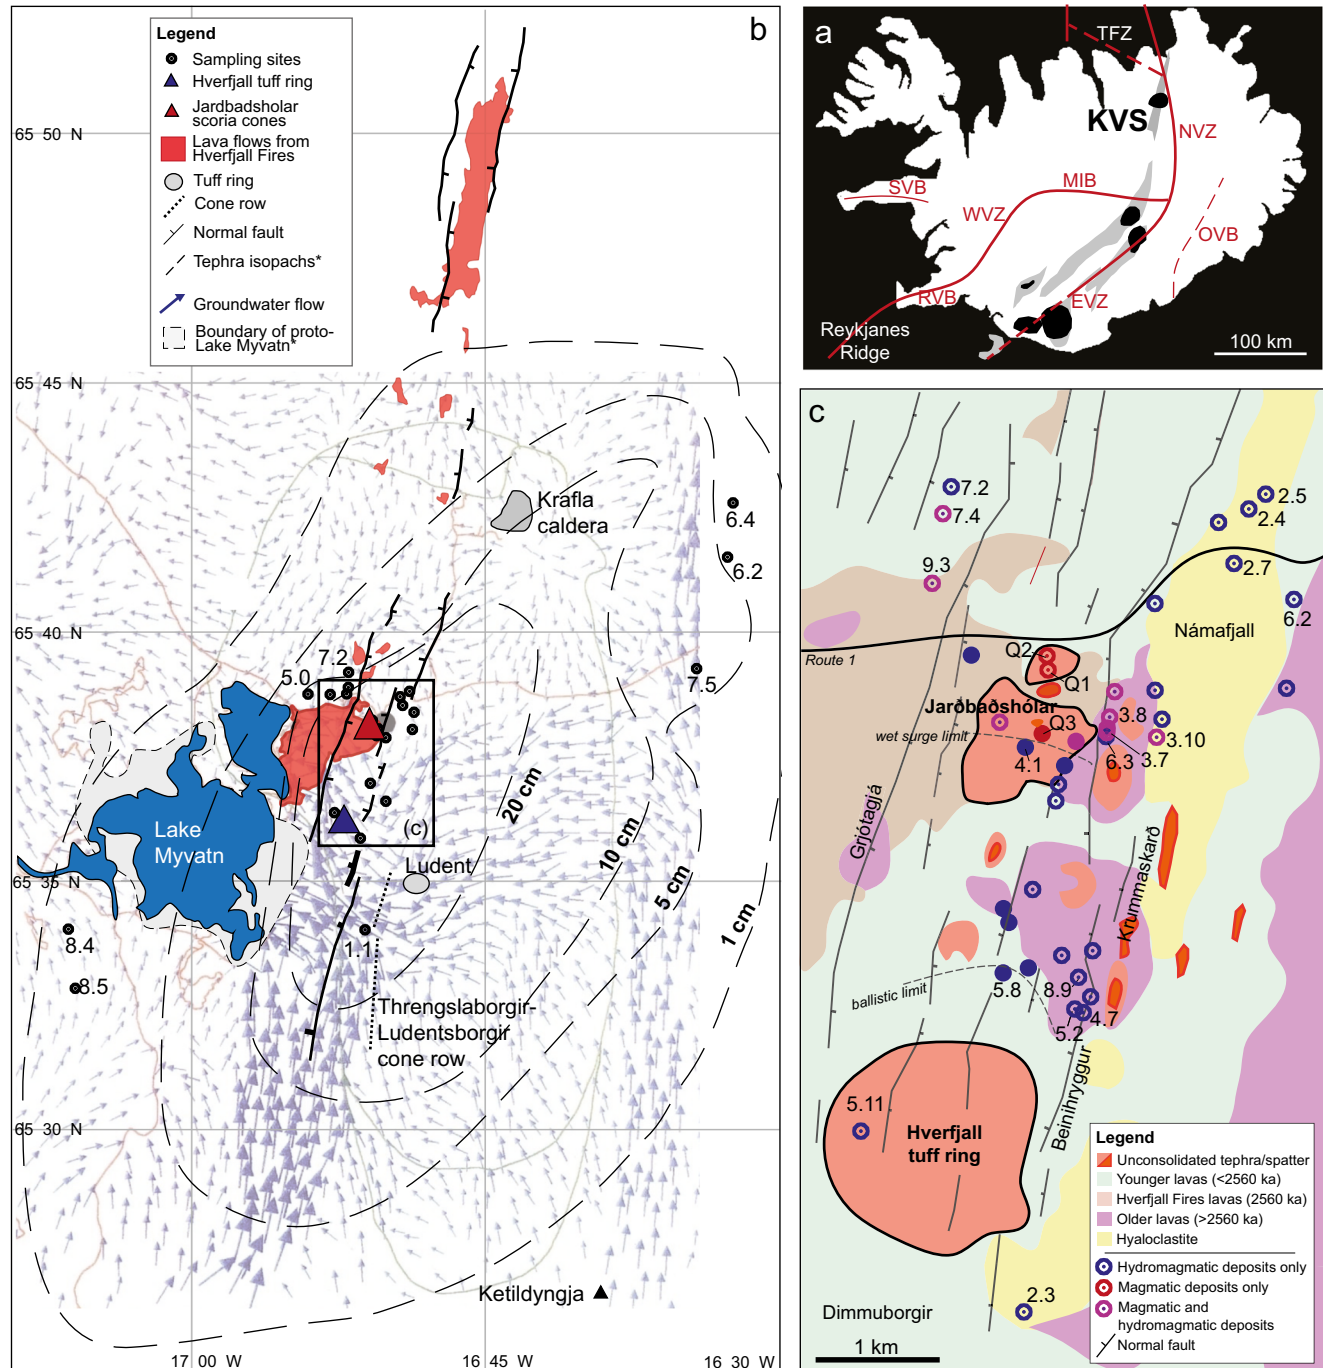 b
Legend
Sampling sites
Hverfjall tuff ring
Jardbadsholar
scoria cones
Lava flows from
Hverfjall Fires
Tuff ring
Cone row
Normal fault
Tephra isopachs*
Groundwater flow
Boundary of proto-
Lake Myvatn*
65 50 N
65 45 N
65 40 N
65 35 N
65 30 N
17 00 W
16 45 W
16 30 W
Krafla
caldera
6.4
6.2
7.5
7.2
5.0
(c)
Lake
Myvatn
Ludent
20 cm
10 cm
5 cm
1 cm
8.4
8.5
1.1
Threngslaborgir-
Ludentsborgir
cone row
Ketildyngja
a
TFZ
KVS
NVZ
SVB
MIB
WVZ
OVB
RVB
EVZ
Reykjanes
Ridge
100 km
c
7.2
7.4
2.5
2.4
9.3
2.7
6.2
Námafjall
Route 1
Q2
Q1
Jarðbaðshólar
3.8
Q3
wet surge limit
3.10
4.1
6.3
3.7
Grjótagjá
Krummaskarð
ballistic limit
5.8
8.9
4.7
5.2
Beinihryggur
5.11
Hverfjall
tuff ring
2.3
Dimmuborgir
1 km
Legend
Unconsolidated tephra/spatter
Younger lavas (<2560 ka)
Hverfjall Fires lavas (2560 ka)
Older lavas (>2560 ka)
Hyaloclastite
Hydromagmatic deposits only
Magmatic deposits only
Magmatic and
hydromagmatic deposits
Normal fault